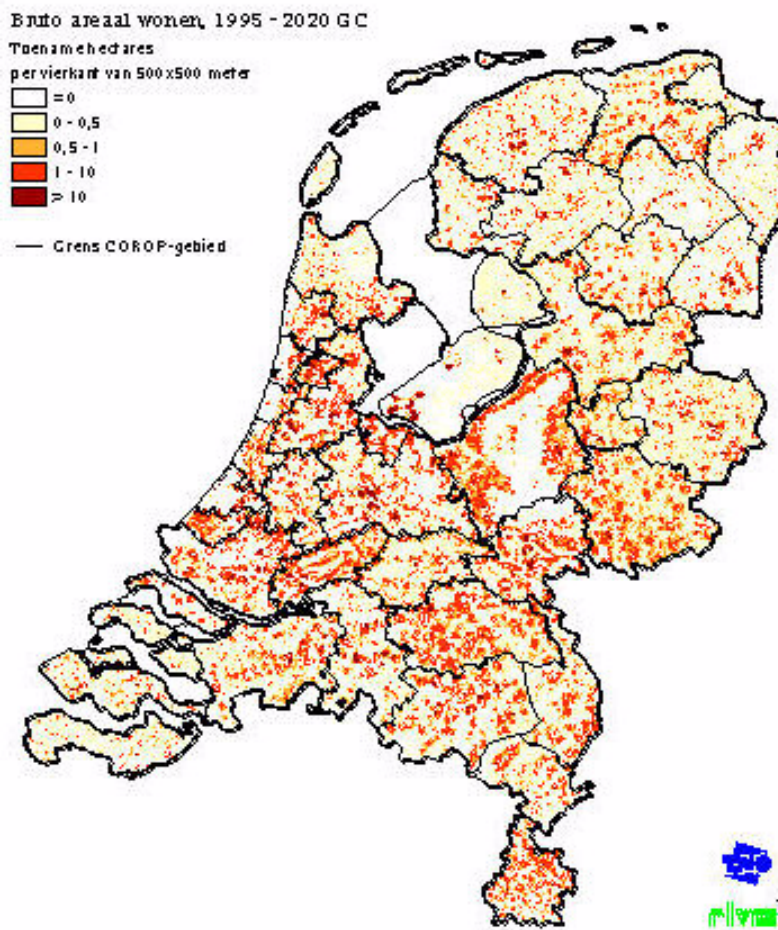 Bruto areaal wonen, 1995 - 2020 GC
Toename hectares
per vierkant van 500x500 meter
= 0
0 - 0,5
0,5 - 1
1 - 10
> 10
Grens COROP-gebied
rivm